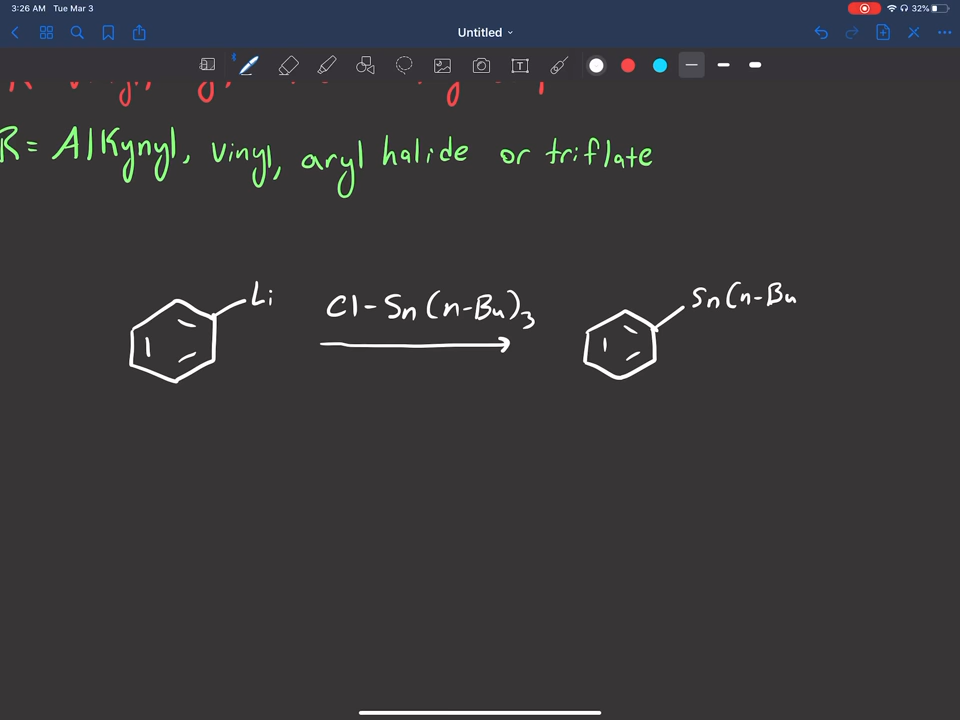 3:26 AM Tue Mar 3
32%
Untitled
T
R = Alkynyl, vinyl, aryl halide or triflate
Li
Cl-Sn(n-Bu)3
Sn(n-Bu